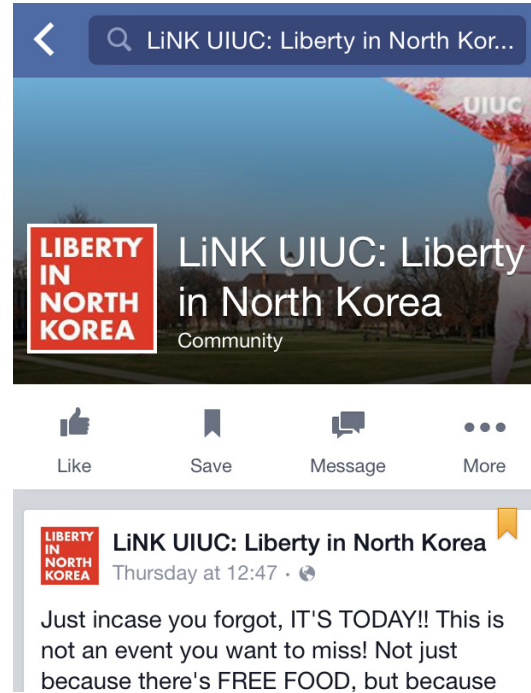 LiNK UIUC: Liberty in North Kor...
UIUC
LIBERTY
IN
NORTH
KOREA
LiNK UIUC: Liberty
in North Korea
Community
Like
Save
Message
More
LIBERTY
IN
NORTH
KOREA
LiNK UIUC: Liberty in North Korea
Thursday at 12:47 ·
Just incase you forgot, IT'S TODAY!! This is
not an event you want to miss! Not just
because there's FREE FOOD, but because